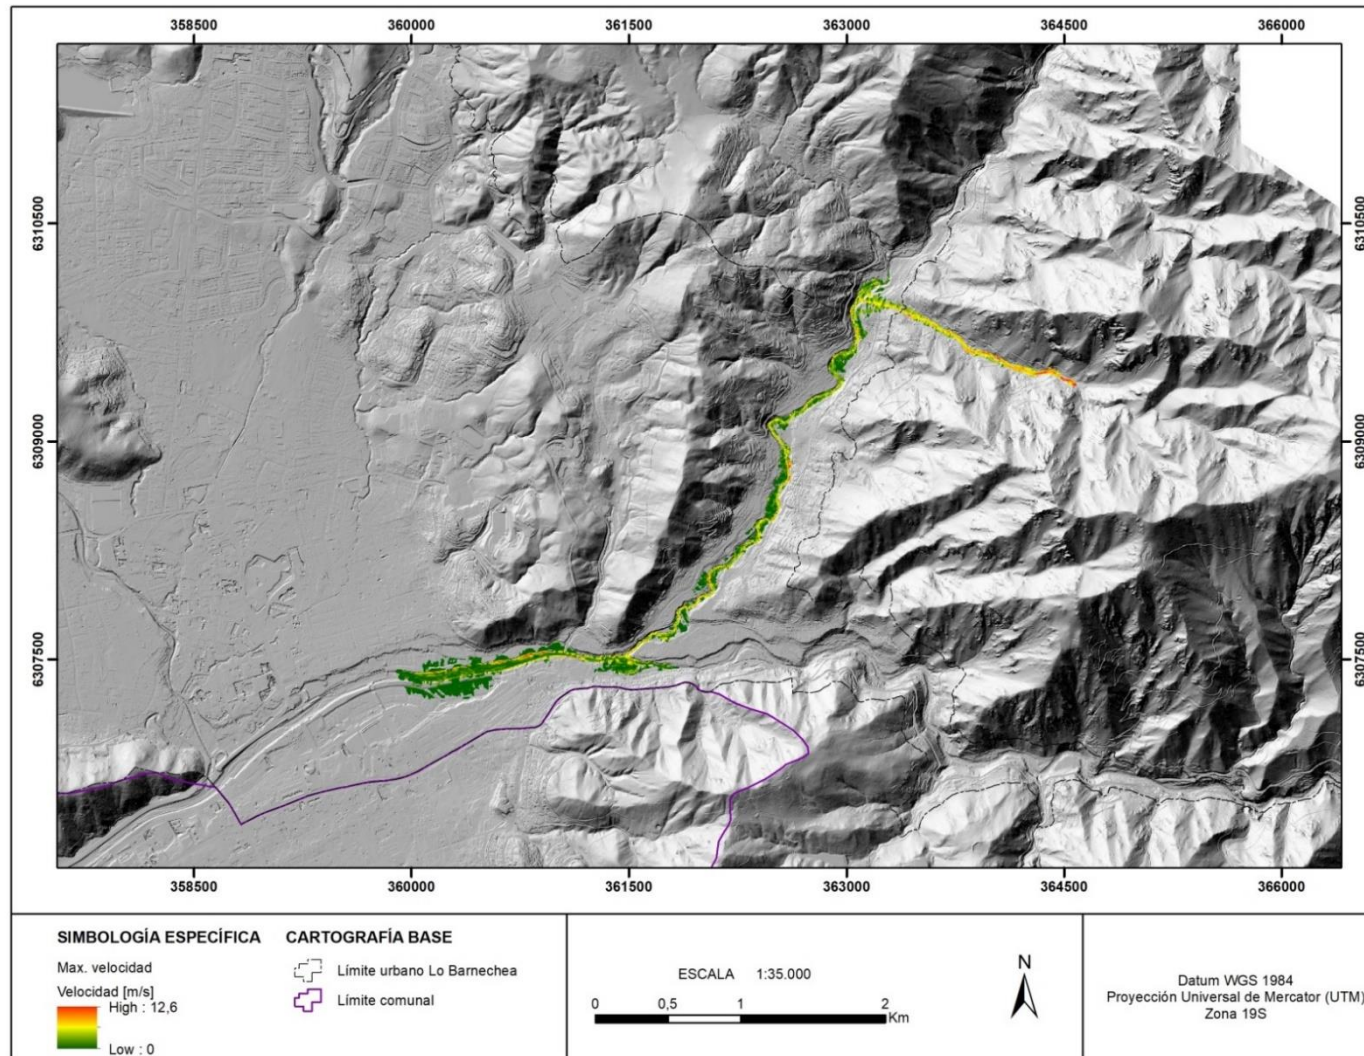 358500 360000 361500 363000 364500 366000
6310500 6310500
6309000 6309000
6307500 6307500
358500 360000 361500 363000 364500 366000
SIMBOLOGÍA ESPECÍFICA
Max. velocidad
Velocidad [m/s]
High : 12,6
Low : 0
CARTOGRAFÍA BASE
Límite urbano Lo Barnechea
Límite comunal
ESCALA 1:35.000
0 0,5 1 2
Km
N
Datum WGS 1984
Proyección Universal de Mercator (UTM)
Zona 19S